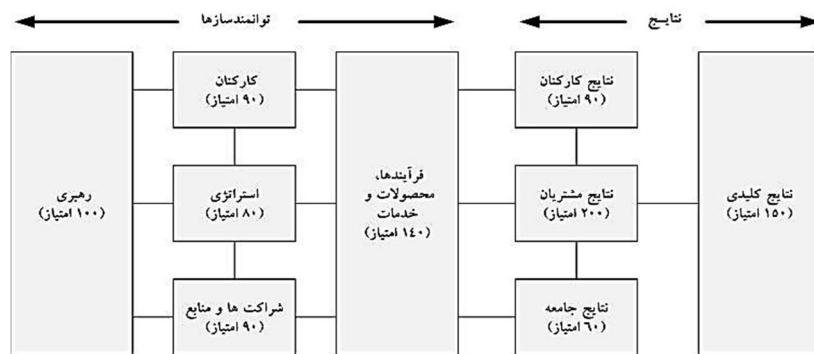 توانمندسازها
نتایـج
رهبری
(۱۰۰ امتیاز)
کارکنان
(۹۰ امتیاز)
استراتژی
(۸۰ امتیاز)
شراکت ها و منابع
(۹۰ امتیاز)
فرآیندها،
محصولات و
خدمات
(۱۴۰ امتیاز)
نتایج کارکنان
(۹۰ امتیاز)
نتایج مشتریان
(۲۰۰ امتیاز)
نتایج جامعه
(۶۰ امتیاز)
نتایج کلیدی
(۱۵۰ امتیاز)